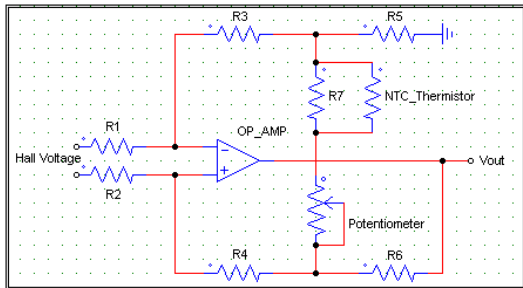 R3
R5
R7
NTC_Thermistor
R1
OP_AMP
Hall Voltage
Vout
R2
Potentiometer
R4
R6